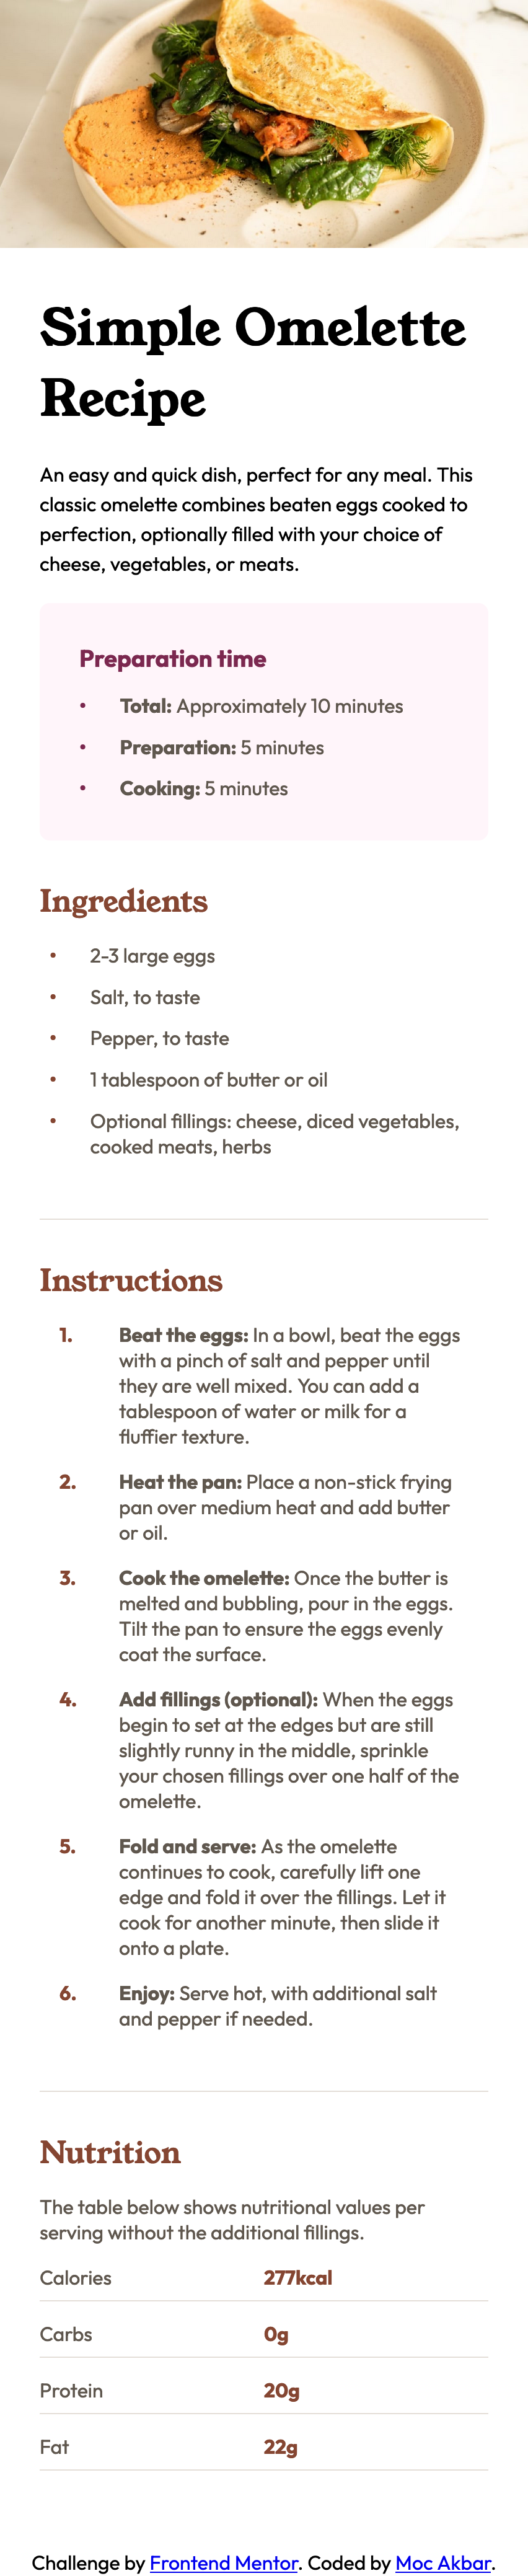 Simple Omelette
Recipe
An easy and quick dish, perfect for any meal. This
classic omelette combines beaten eggs cooked to
perfection, optionally filled with your choice of
cheese, vegetables, or meats.
Preparation time
• Total: Approximately 10 minutes
• Preparation: 5 minutes
• Cooking: 5 minutes
Ingredients
• 2-3 large eggs
• Salt, to taste
• Pepper, to taste
• 1 tablespoon of butter or oil
• Optional fillings: cheese, diced vegetables,
cooked meats, herbs
Instructions
1. Beat the eggs: In a bowl, beat the eggs
with a pinch of salt and pepper until
they are well mixed. You can add a
tablespoon of water or milk for a
fluffier texture.
2. Heat the pan: Place a non-stick frying
pan over medium heat and add butter
or oil.
3. Cook the omelette: Once the butter is
melted and bubbling, pour in the eggs.
Tilt the pan to ensure the eggs evenly
coat the surface.
4. Add fillings (optional): When the eggs
begin to set at the edges but are still
slightly runny in the middle, sprinkle
your chosen fillings over one half of the
omelette.
5. Fold and serve: As the omelette
continues to cook, carefully lift one
edge and fold it over the fillings. Let it
cook for another minute, then slide it
onto a plate.
6. Enjoy: Serve hot, with additional salt
and pepper if needed.
Nutrition
The table below shows nutritional values per
serving without the additional fillings.
Calories 277kcal
Carbs 0g
Protein 20g
Fat 22g
Challenge by Frontend Mentor. Coded by Moc Akbar.